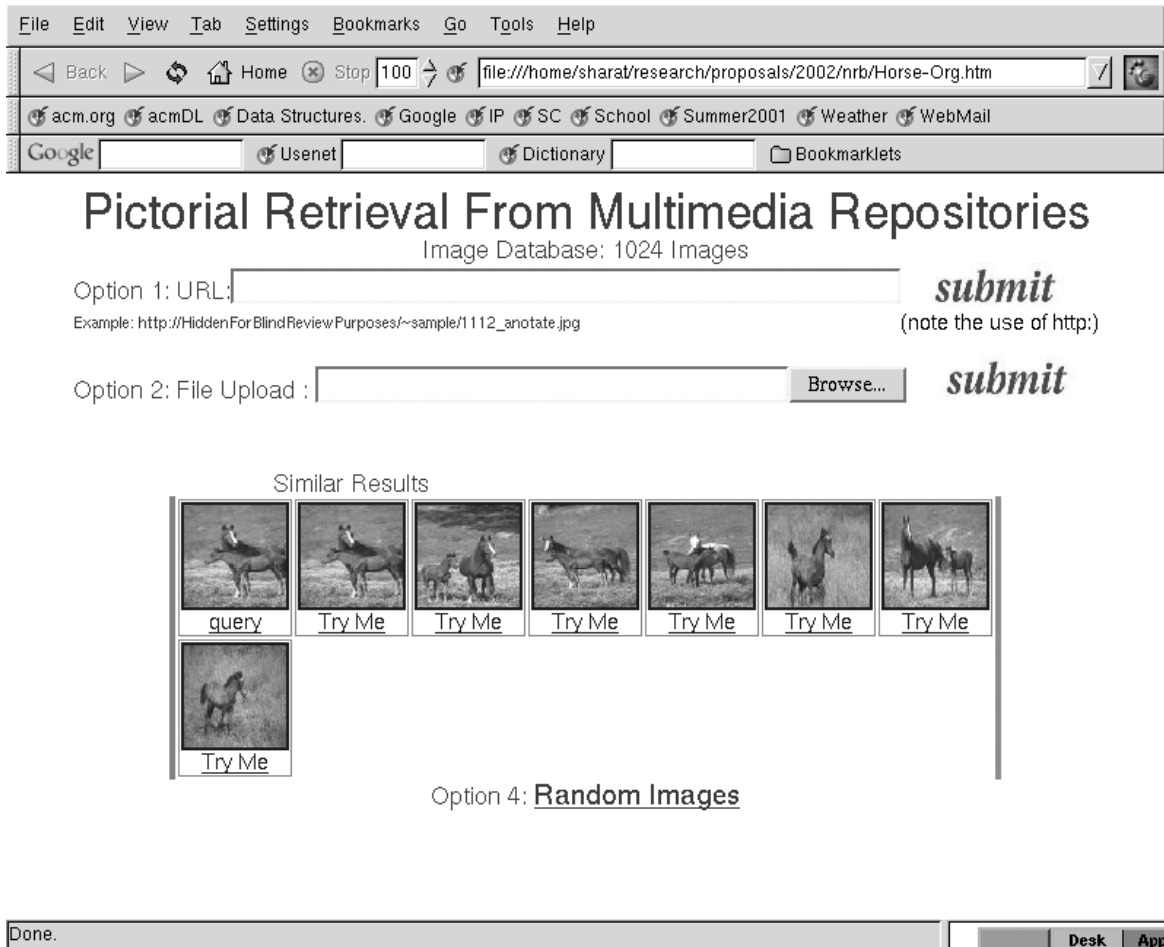 File Edit View Tab Settings Bookmarks Go Tools Help
Back Home Stop 100 file:///home/sharat/research/proposals/2002/nrb/Horse-Org.htm
acm.org acmDL Data Structures. Google IP SC School Summer2001 Weather WebMail
Google Usenet Dictionary Bookmarklets
Pictorial Retrieval From Multimedia Repositories
Image Database: 1024 Images
Option 1: URL: submit
Example: http://HiddenForBlindReviewPurposes/~sample/1112_anotate.jpg (note the use of http:)
Option 2: File Upload : Browse... submit
Similar Results
query Try Me Try Me Try Me Try Me Try Me Try Me
Try Me
Option 4: Random Images
Done. Desk App